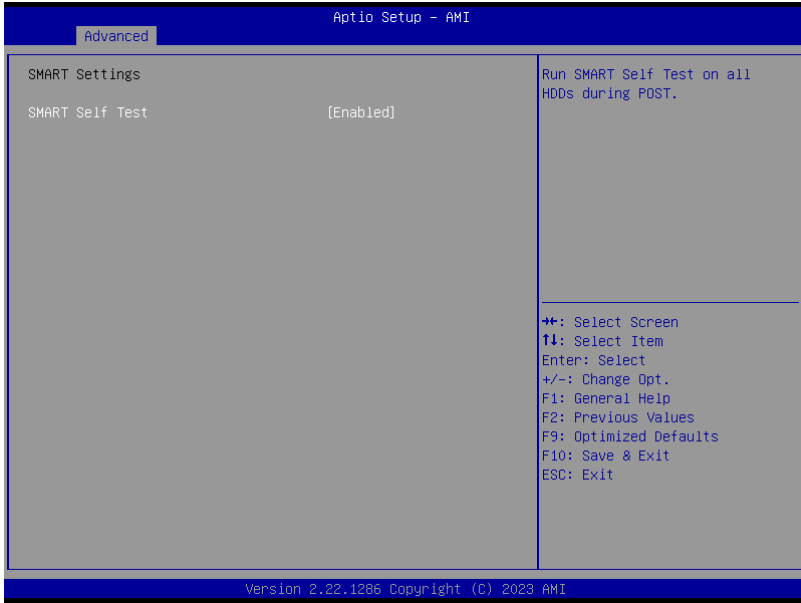 Aptio Setup – AMI
Advanced
SMART Settings
SMART Self Test [Enabled]
Run SMART Self Test on all
HDDs during POST.
→←: Select Screen
↑↓: Select Item
Enter: Select
+/-: Change Opt.
F1: General Help
F2: Previous Values
F9: Optimized Defaults
F10: Save & Exit
ESC: Exit
Version 2.22.1286 Copyright (C) 2023 AMI